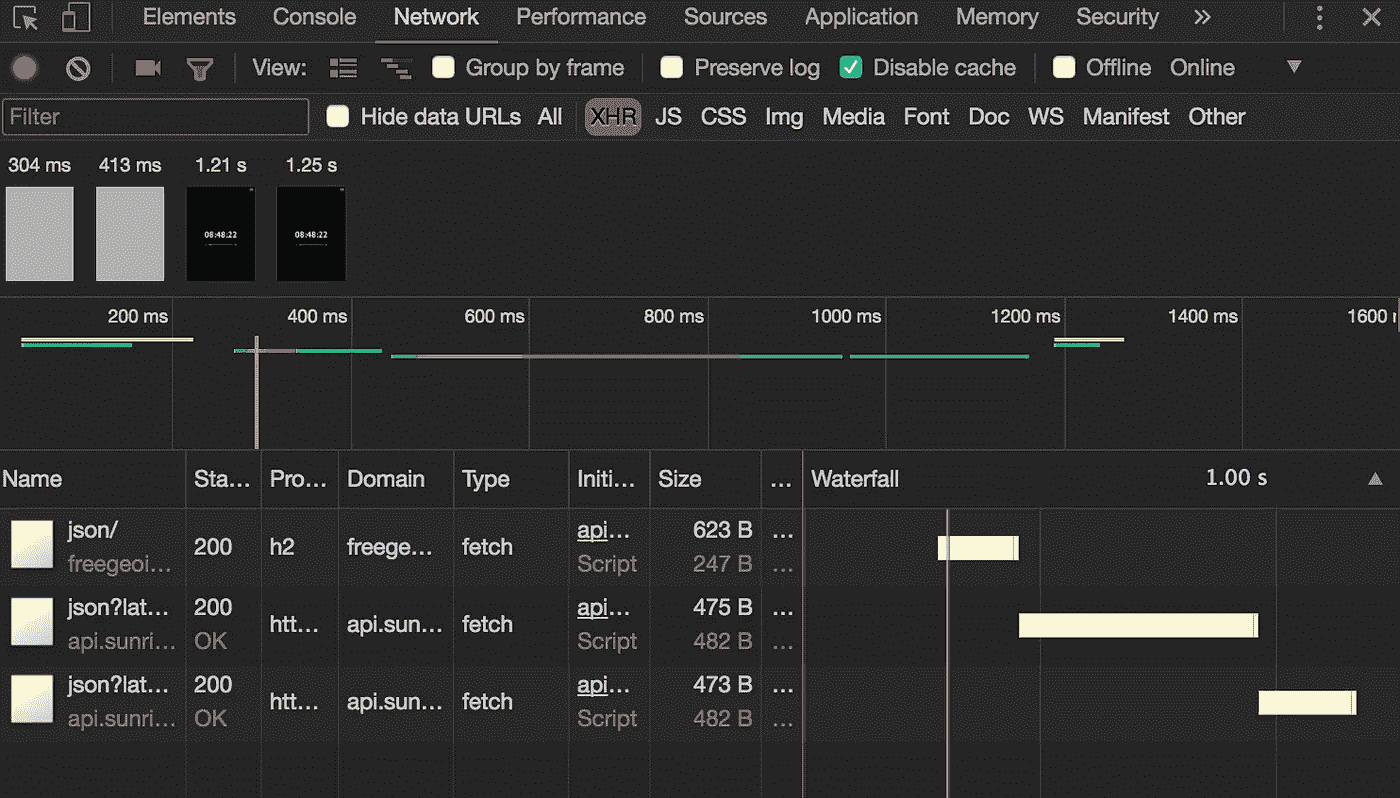 Elements Console Network Performance Sources Application Memory Security »
View: Group by frame Preserve log Disable cache Offline Online
Filter Hide data URLs All XHR JS CSS Img Media Font Doc WS Manifest Other
304 ms 413 ms 1.21 s 1.25 s
08:48:22 08:48:22
200 ms 400 ms 600 ms 800 ms 1000 ms 1200 ms 1400 ms 1600
Name Sta... Pro... Domain Type Initi... Size ... Waterfall 1.00 s
json/ 200 h2 freege... fetch api... 623 B ...
freegeoi... Script 247 B ...
json?lat... 200 htt... api.sun... fetch api... 475 B ...
api.sunri... OK Script 482 B ...
json?lat... 200 htt... api.sun... fetch api... 473 B ...
api.sunri... OK Script 482 B ...